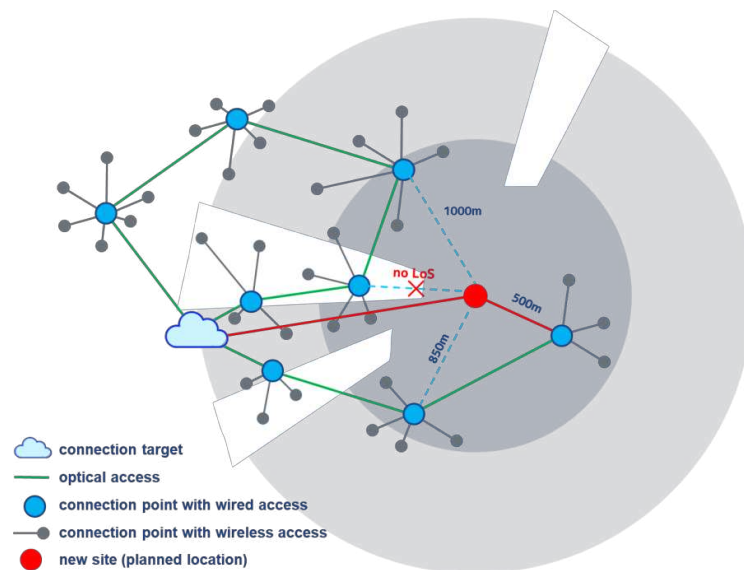 1000m
no LoS
500m
850m
connection target
optical access
connection point with wired access
connection point with wireless access
new site (planned location)